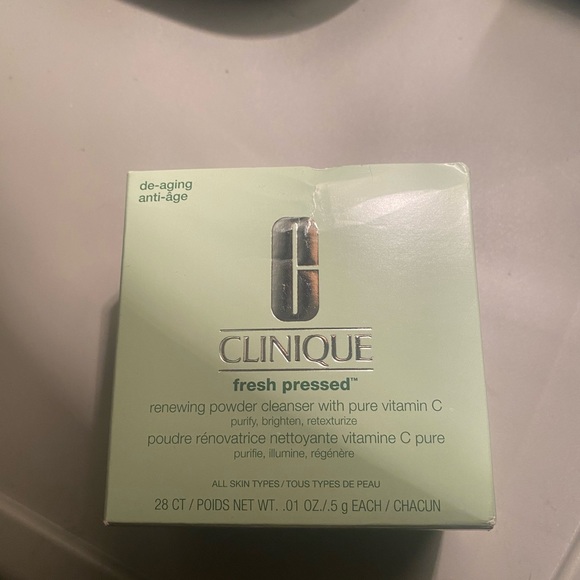 de-aging
anti-âge
CLINIQUE
fresh pressed™
renewing powder cleanser with pure vitamin C
purify, brighten, retexturize
poudre rénovatrice nettoyante vitamine C pure
purifie, illumine, régénère
ALL SKIN TYPES / TOUS TYPES DE PEAU
28 CT / POIDS NET WT. .01 OZ./.5 g EACH / CHACUN